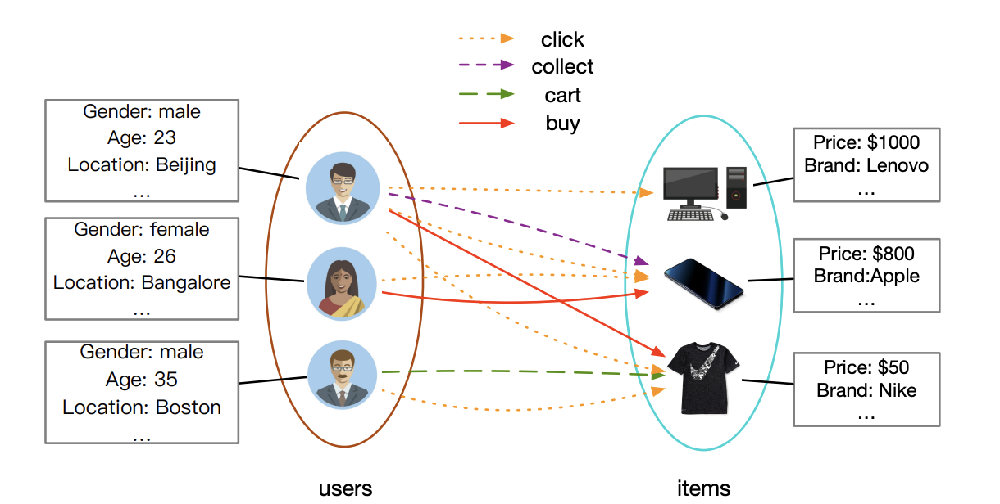 click
collect
cart
buy
Gender: male
Age: 23
Location: Beijing
...
Gender: female
Age: 26
Location: Bangalore
...
Gender: male
Age: 35
Location: Boston
...
Price: $1000
Brand: Lenovo
...
Price: $800
Brand:Apple
...
Price: $50
Brand: Nike
...
users
items